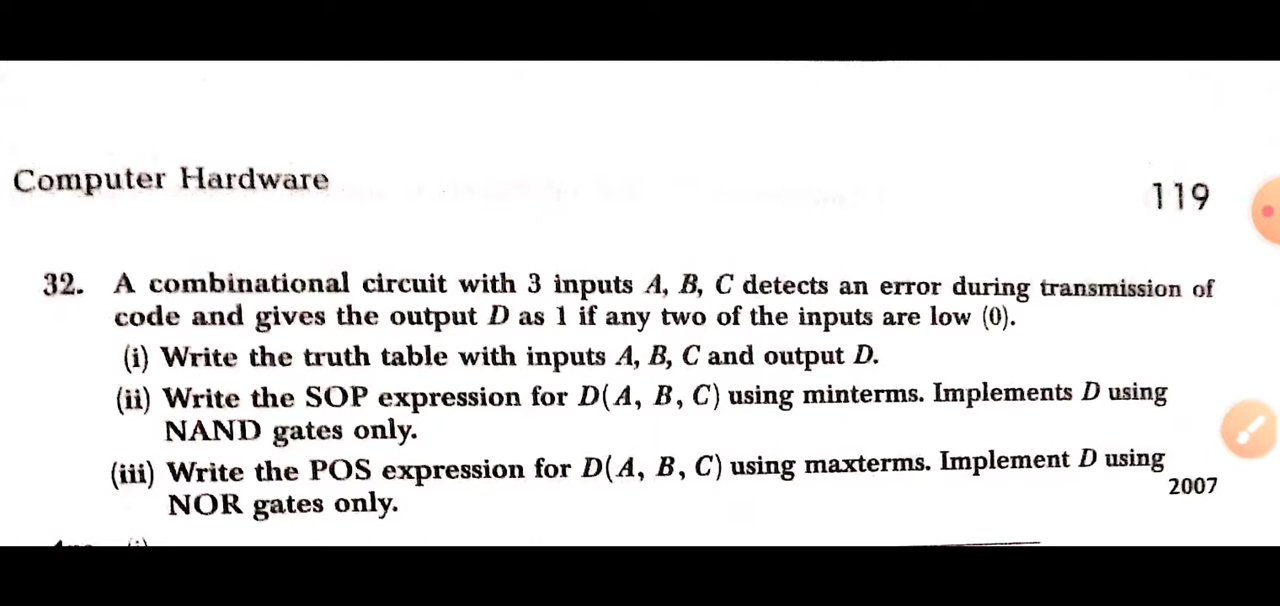 Computer Hardware
119
32. A combinational circuit with 3 inputs A, B, C detects an error during transmission of
code and gives the output D as 1 if any two of the inputs are low (0).
(i) Write the truth table with inputs A, B, C and output D.
(ii) Write the SOP expression for D(A, B, C) using minterms. Implements D using
NAND gates only.
(iii) Write the POS expression for D(A, B, C) using maxterms. Implement D using
NOR gates only.
2007